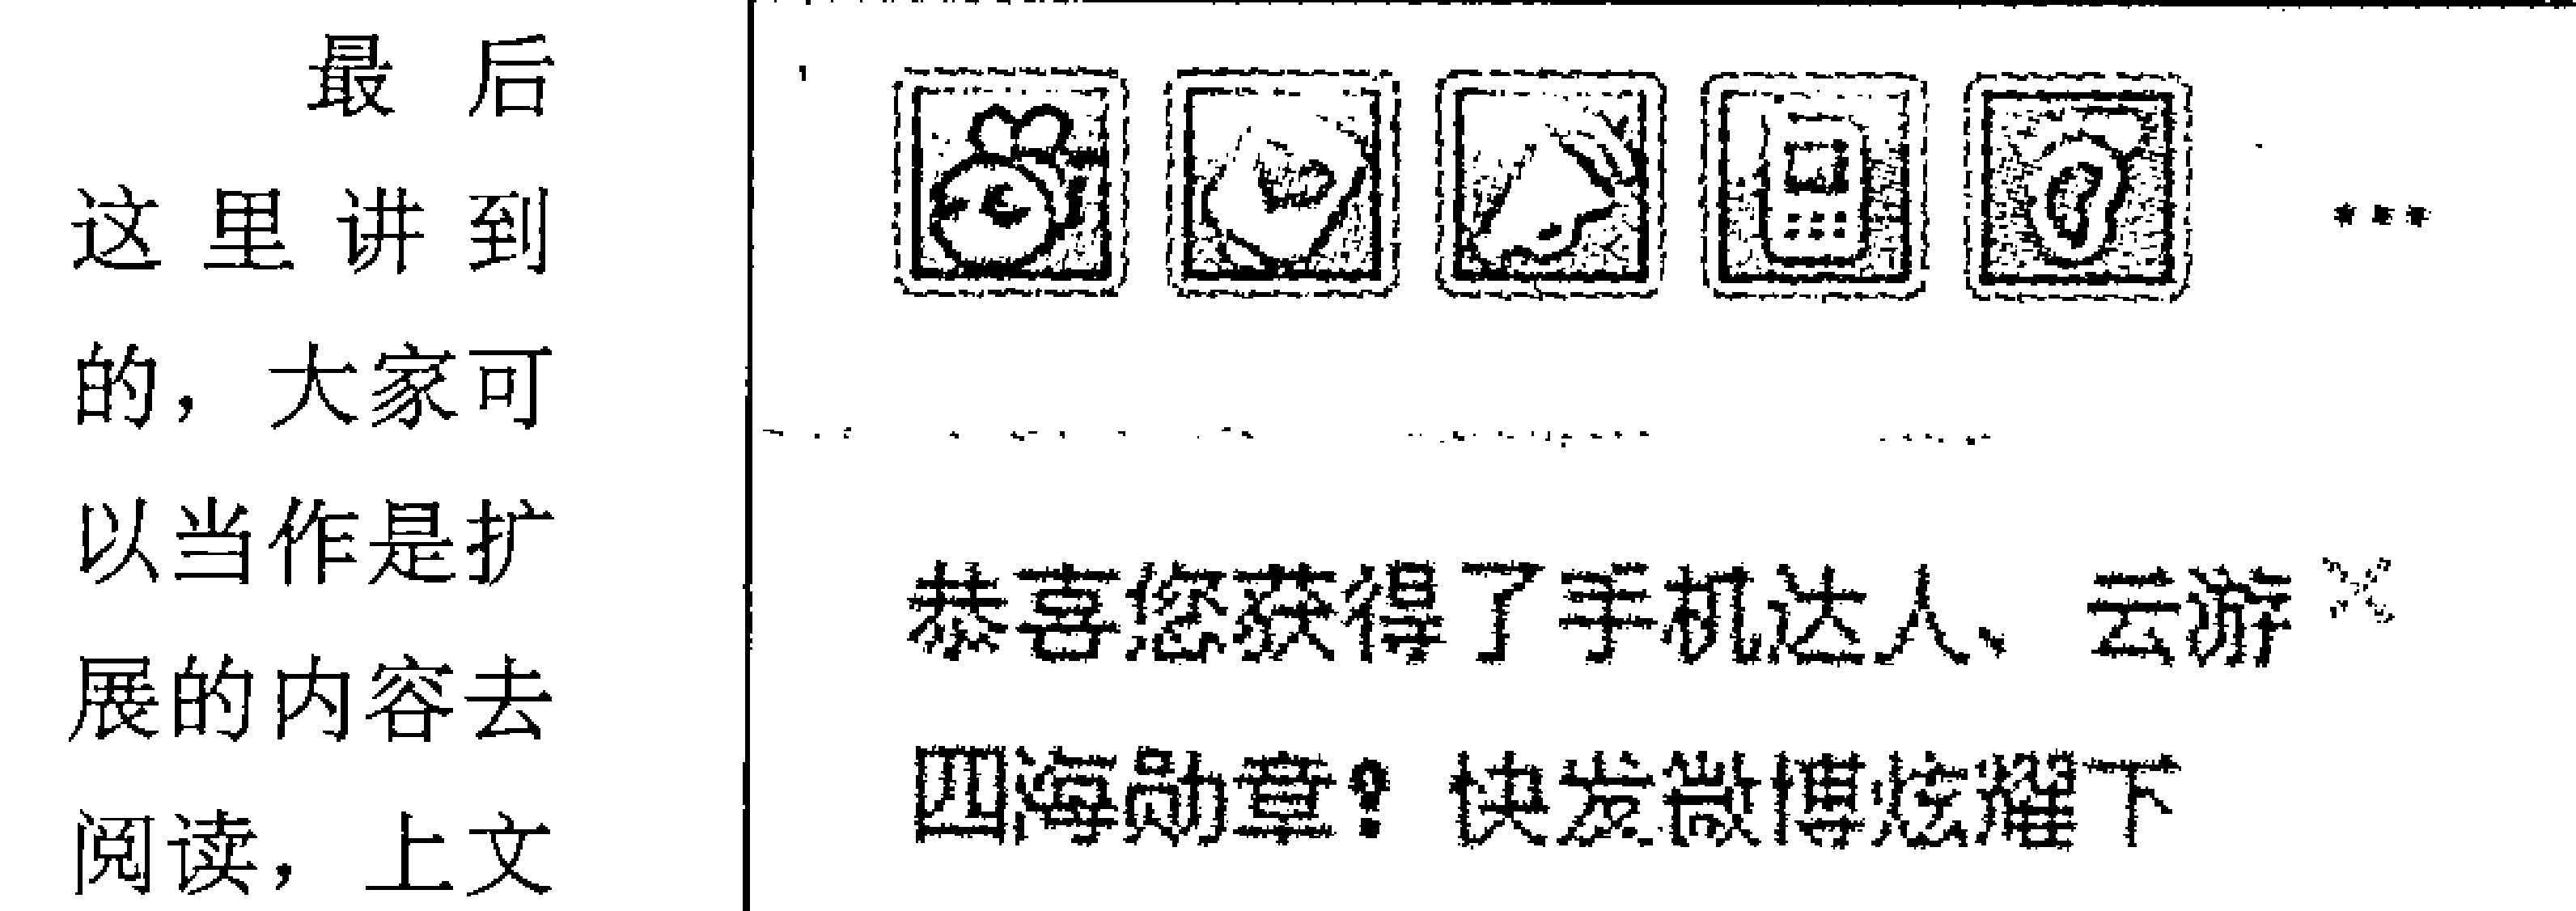 最后
这里讲到
的，大家可
以当作是扩
展的内容去
阅读，上文
恭喜您获得了手机达人、云游
四海勋章！快发微博炫耀下